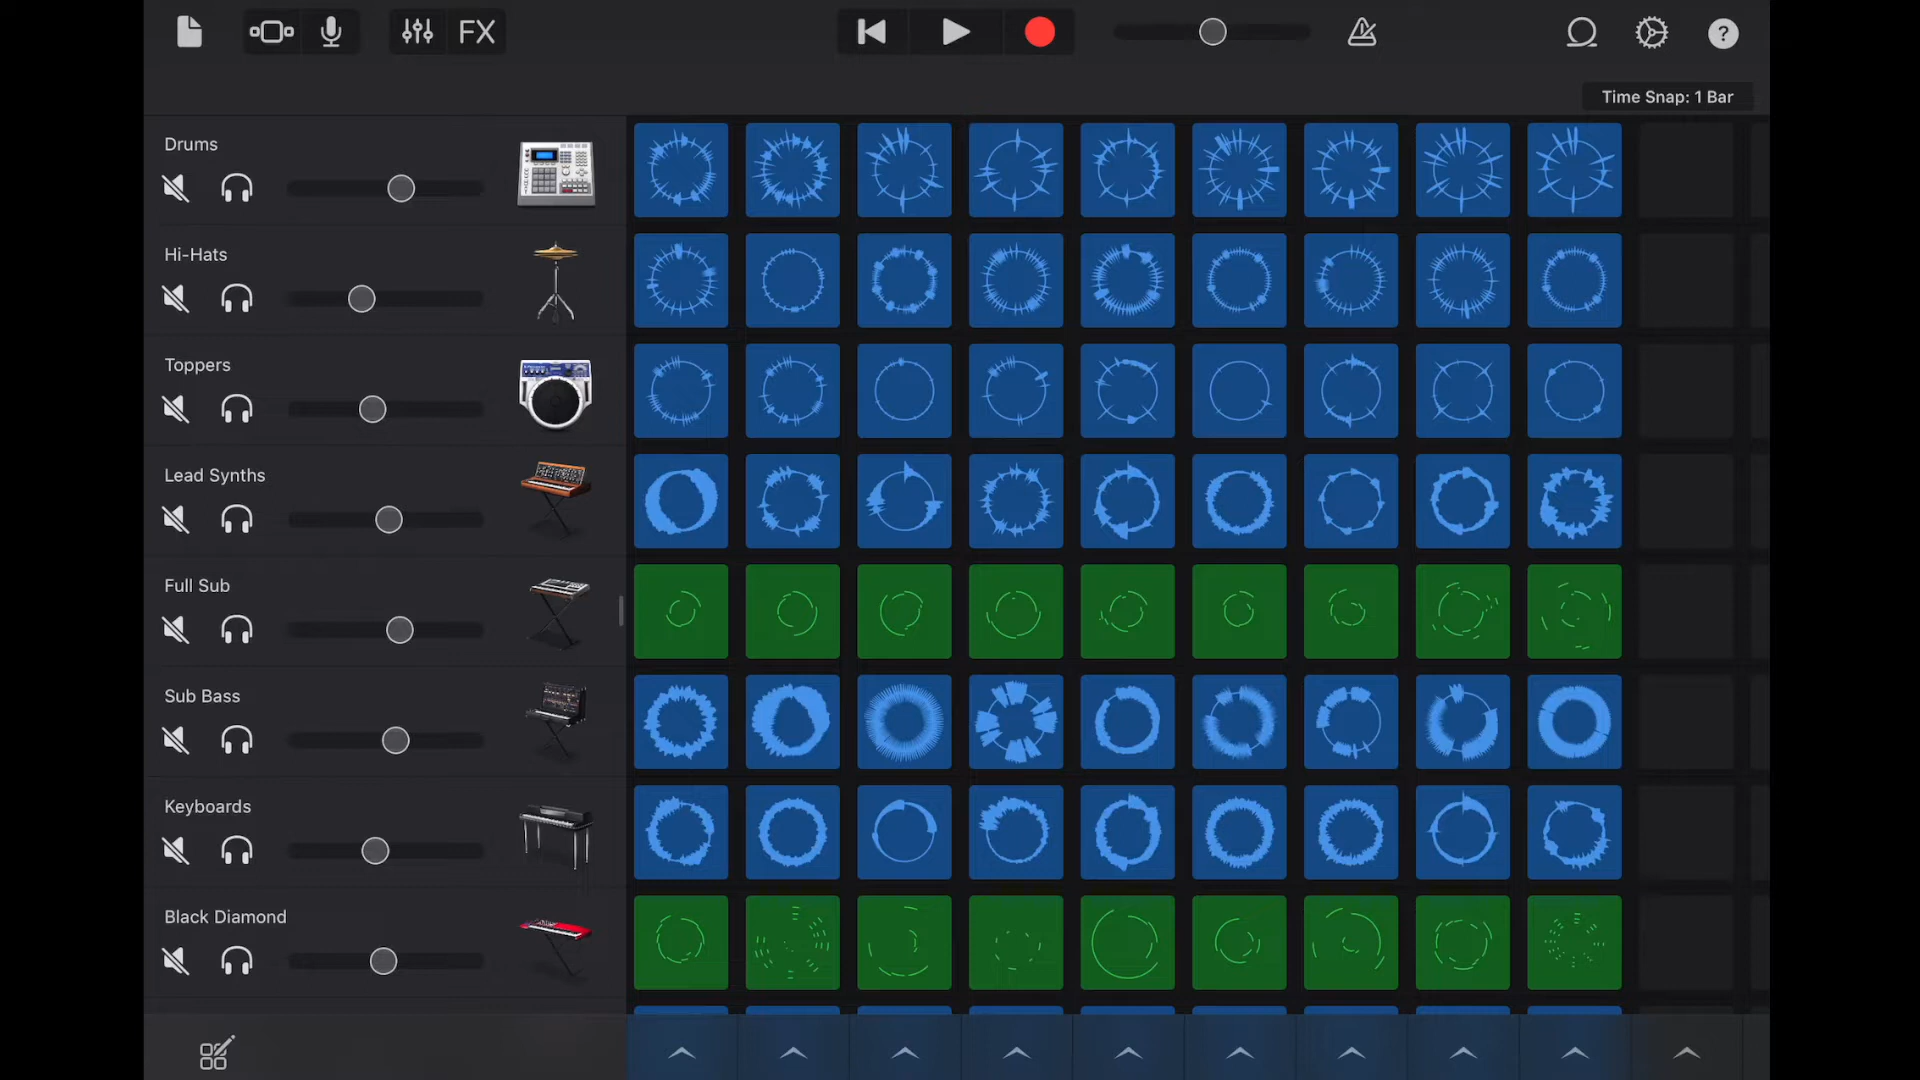 FX
?
Time Snap: 1 Bar
Drums
Hi-Hats
Toppers
Lead Synths
Full Sub
Sub Bass
Keyboards
Black Diamond